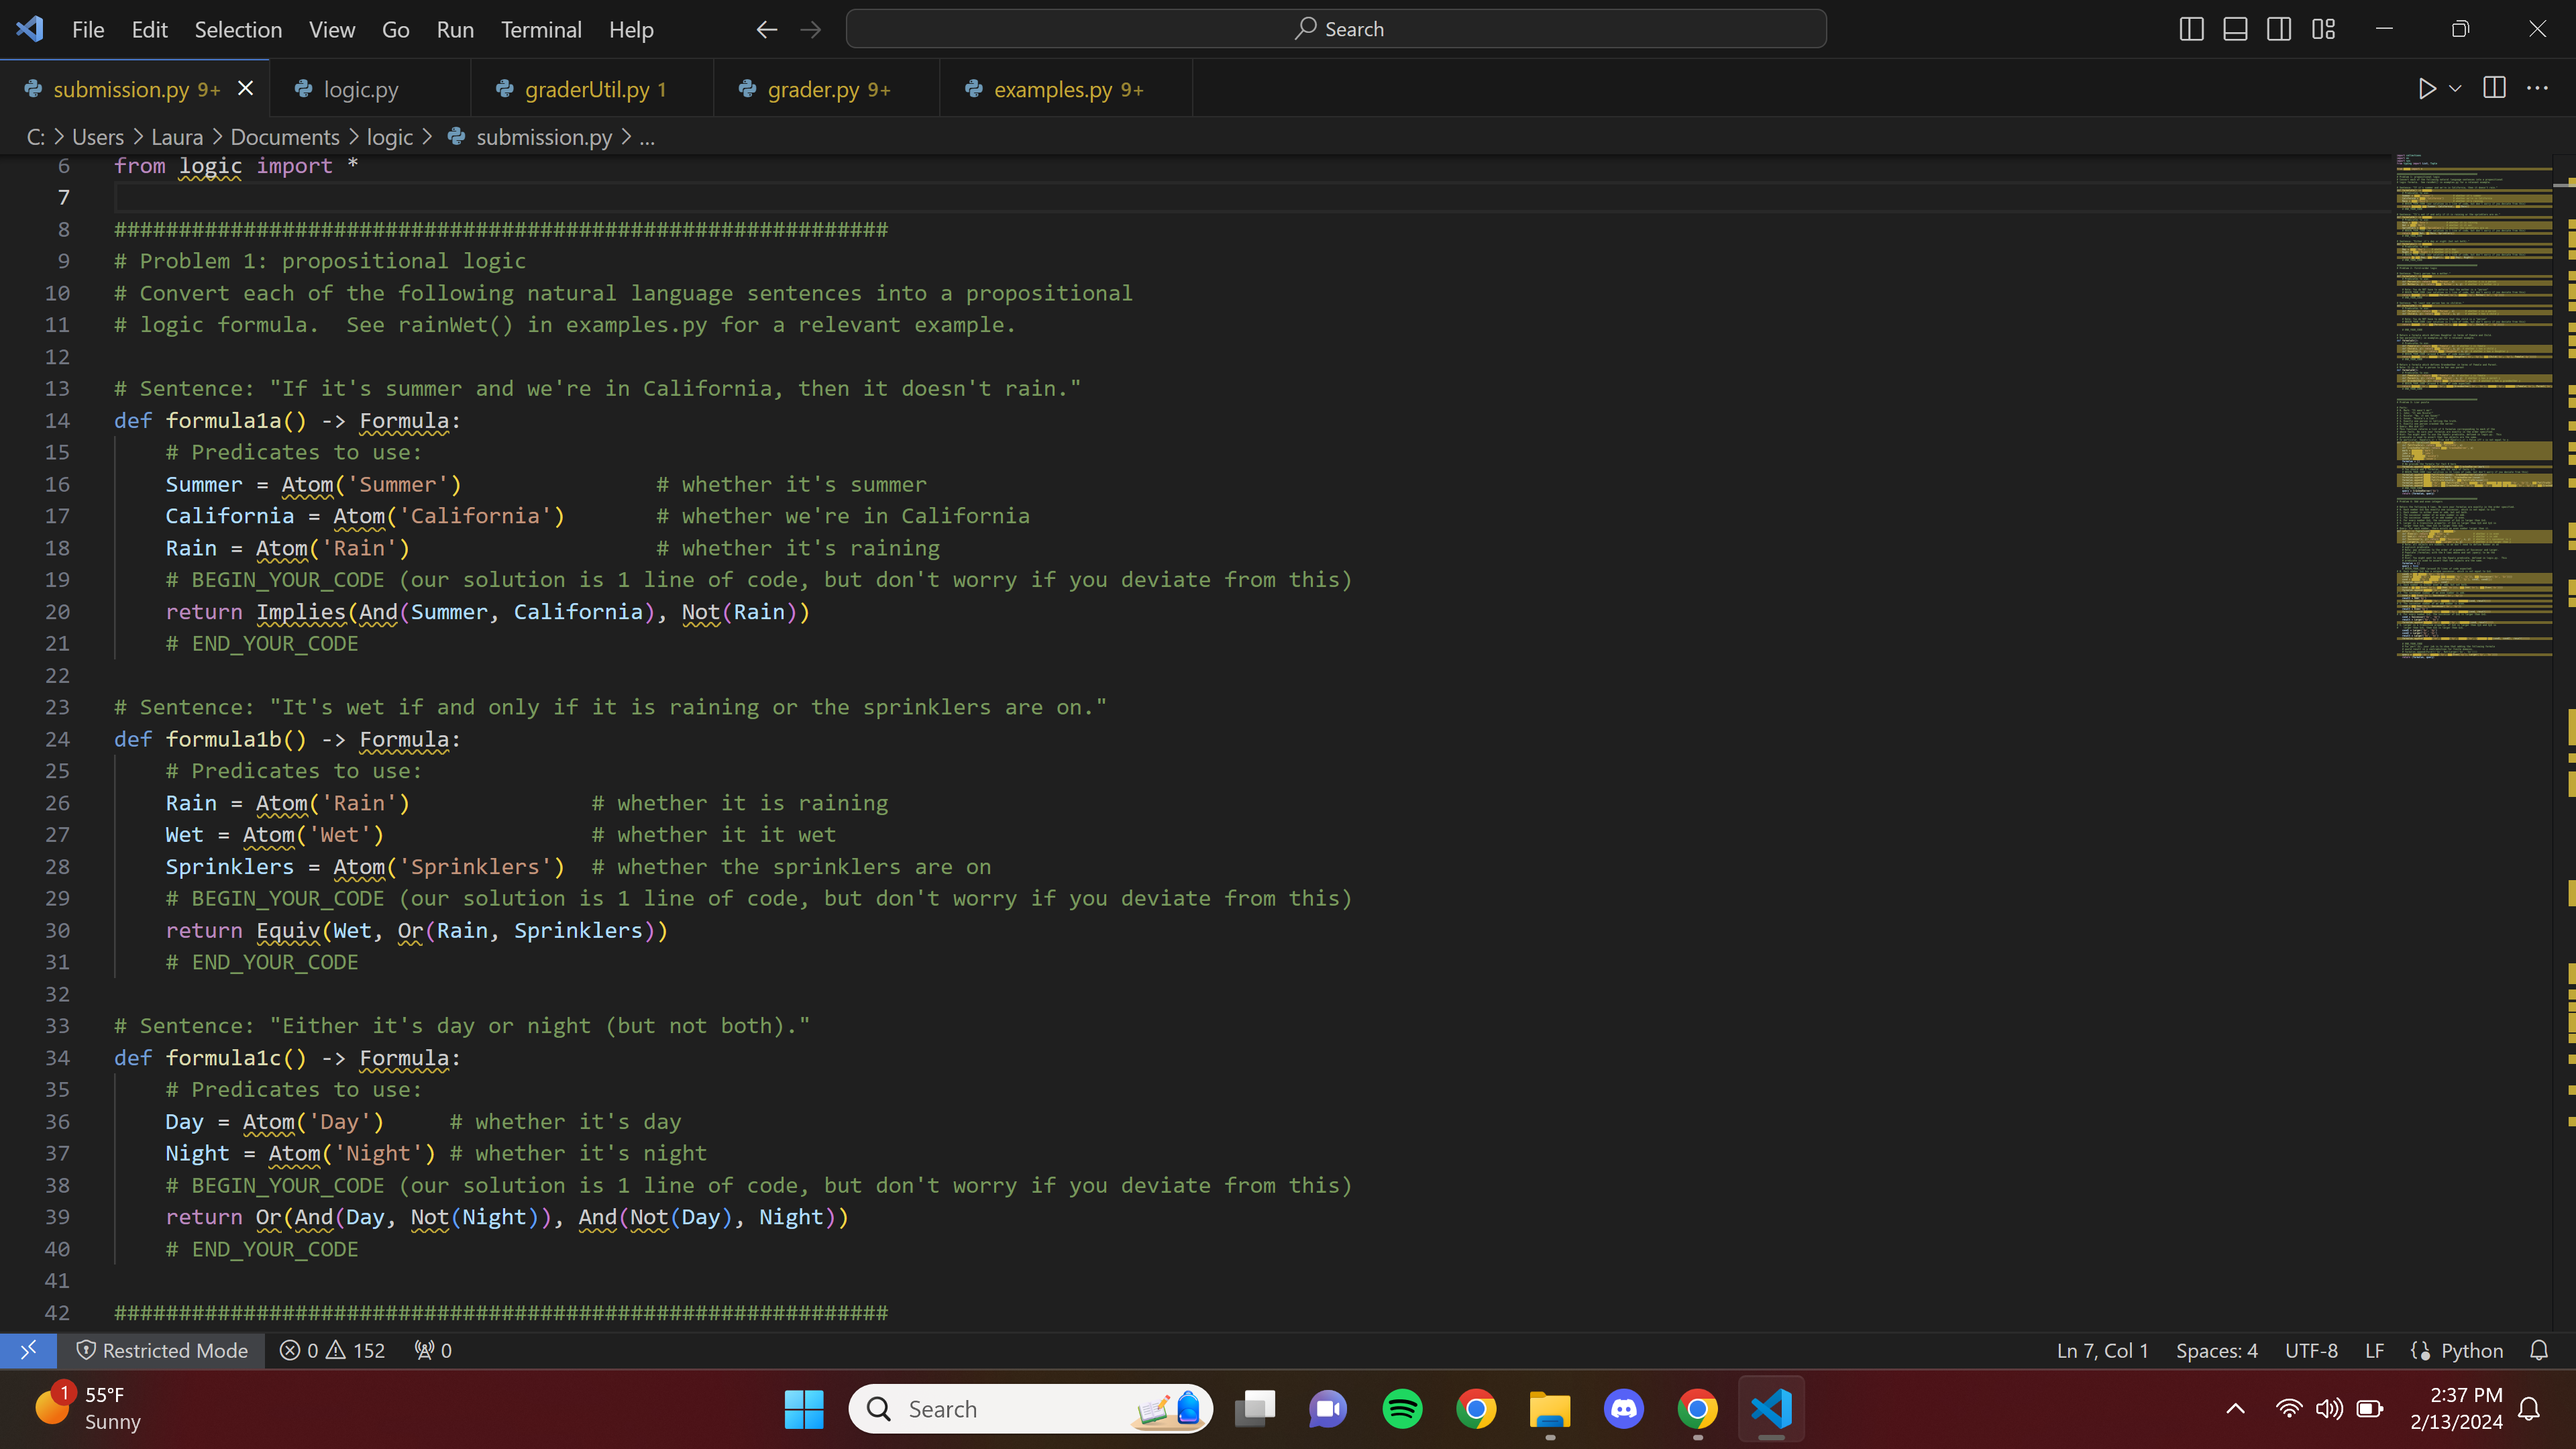 File Edit Selection View Go Run Terminal Help
Search
submission.py 9+
logic.py
graderUtil.py 1
grader.py 9+
examples.py 9+
C: > Users > Laura > Documents > logic > submission.py > ...
6 from logic import *
7
8 ############################################################
9 # Problem 1: propositional logic
10 # Convert each of the following natural language sentences into a propositional
11 # logic formula.  See rainWet() in examples.py for a relevant example.
12
13 # Sentence: "If it's summer and we're in California, then it doesn't rain."
14 def formula1a() -> Formula:
15     # Predicates to use:
16     Summer = Atom('Summer')               # whether it's summer
17     California = Atom('California')       # whether we're in California
18     Rain = Atom('Rain')                   # whether it's raining
19     # BEGIN_YOUR_CODE (our solution is 1 line of code, but don't worry if you deviate from this)
20     return Implies(And(Summer, California), Not(Rain))
21     # END_YOUR_CODE
22
23 # Sentence: "It's wet if and only if it is raining or the sprinklers are on."
24 def formula1b() -> Formula:
25     # Predicates to use:
26     Rain = Atom('Rain')              # whether it is raining
27     Wet = Atom('Wet')                # whether it it wet
28     Sprinklers = Atom('Sprinklers')  # whether the sprinklers are on
29     # BEGIN_YOUR_CODE (our solution is 1 line of code, but don't worry if you deviate from this)
30     return Equiv(Wet, Or(Rain, Sprinklers))
31     # END_YOUR_CODE
32
33 # Sentence: "Either it's day or night (but not both)."
34 def formula1c() -> Formula:
35     # Predicates to use:
36     Day = Atom('Day')     # whether it's day
37     Night = Atom('Night') # whether it's night
38     # BEGIN_YOUR_CODE (our solution is 1 line of code, but don't worry if you deviate from this)
39     return Or(And(Day, Not(Night)), And(Not(Day), Night))
40     # END_YOUR_CODE
41
42 ############################################################
Restricted Mode 0 152 0 Ln 7, Col 1 Spaces: 4 UTF-8 LF Python
1
55°F
Sunny
Search
2:37 PM
2/13/2024